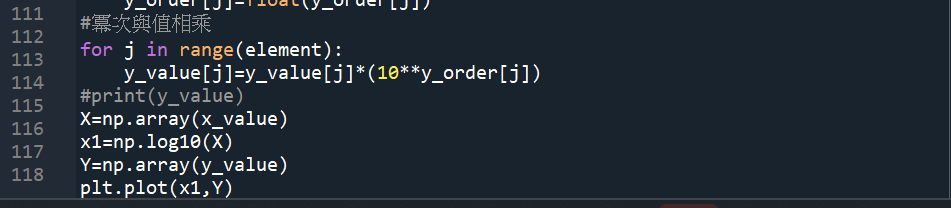 y_order[j]=float(y_order[j])
111
#冪次與值相乘
112
for j in range(element):
113
y_value[j]=y_value[j]*(10**y_order[j])
114
#print(y_value)
115
X=np.array(x_value)
116
x1=np.log10(X)
117
Y=np.array(y_value)
118
plt.plot(x1,Y)